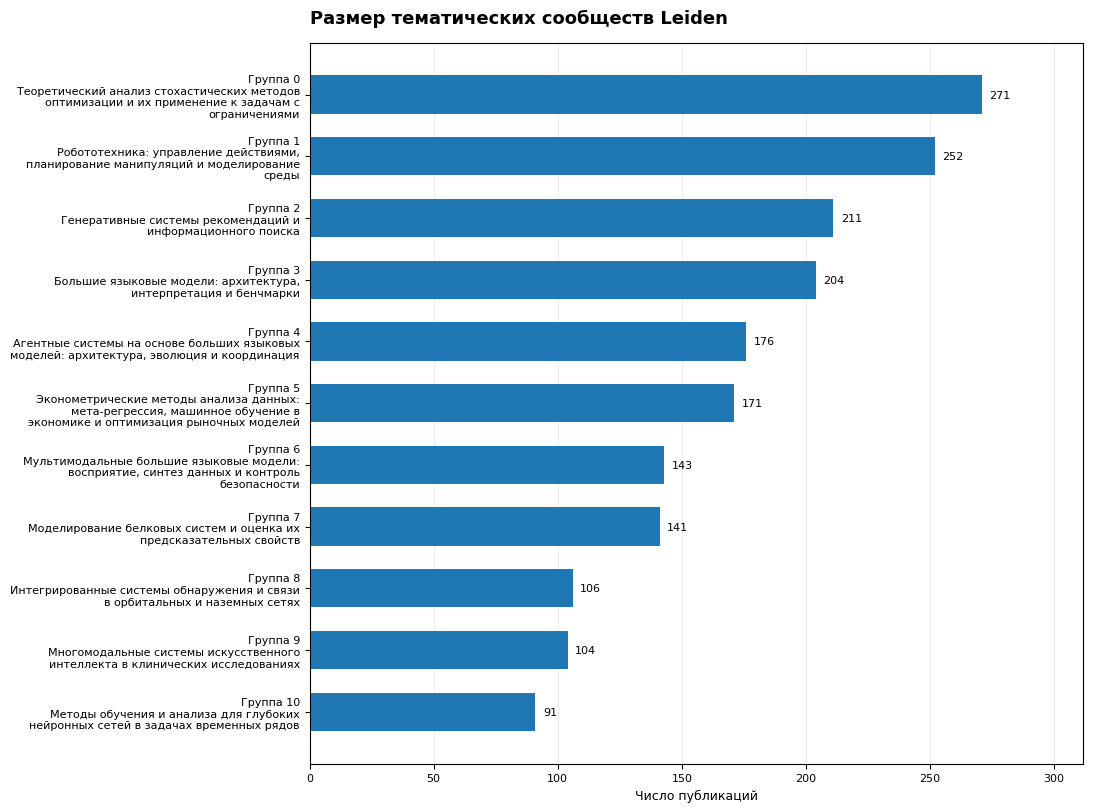 Размер тематических сообществ Leiden
Группа 0
Теоретический анализ стохастических методов
оптимизации и их применение к задачам с
ограничениями
271
Группа 1
Робототехника: управление действиями,
планирование манипуляций и моделирование
среды
252
Группа 2
Генеративные системы рекомендаций и
информационного поиска
211
Группа 3
Большие языковые модели: архитектура,
интерпретация и бенчмарки
204
Группа 4
Агентные системы на основе больших языковых
моделей: архитектура, эволюция и координация
176
Группа 5
Эконометрические методы анализа данных:
мета-регрессия, машинное обучение в
экономике и оптимизация рыночных моделей
171
Группа 6
Мультимодальные большие языковые модели:
восприятие, синтез данных и контроль
безопасности
143
Группа 7
Моделирование белковых систем и оценка их
предсказательных свойств
141
Группа 8
Интегрированные системы обнаружения и связи
в орбитальных и наземных сетях
106
Группа 9
Многомодальные системы искусственного
интеллекта в клинических исследованиях
104
Группа 10
Методы обучения и анализа для глубоких
нейронных сетей в задачах временных рядов
91
0 50 100 150 200 250 300
Число публикаций